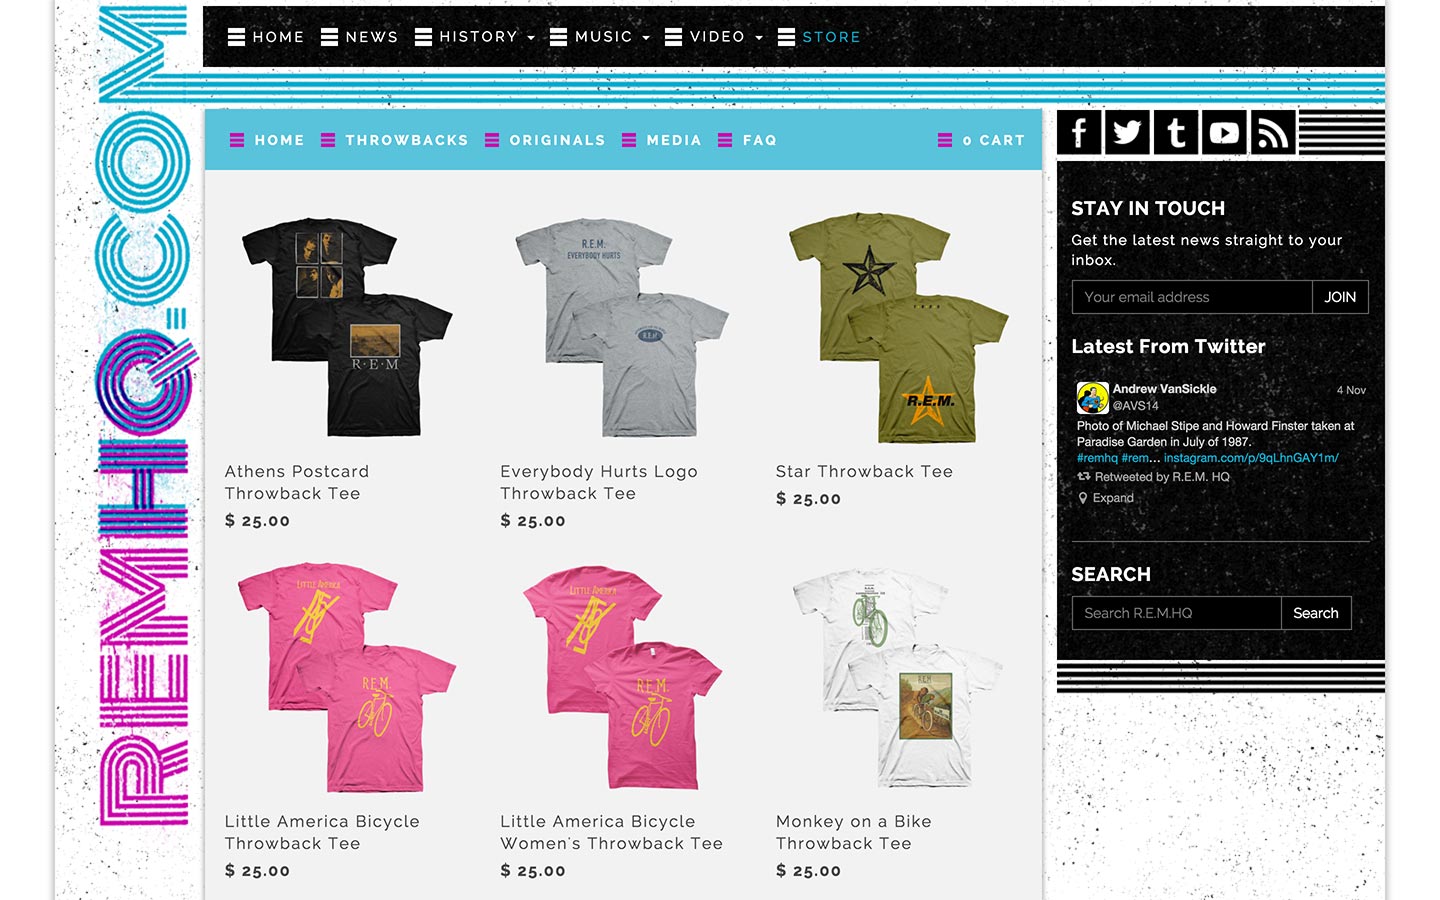 REMHQ.COM
HOME NEWS HISTORY MUSIC VIDEO STORE
HOME THROWBACKS ORIGINALS MEDIA FAQ 0 CART
R.E.M.
EVERYBODY HURTS
R.E.M.
R·E·M
R.E.M.
Athens Postcard
Throwback Tee
$ 25.00
Everybody Hurts Logo
Throwback Tee
$ 25.00
Star Throwback Tee
$ 25.00
LITTLE AMERICA
R.E.M.
LITTLE AMERICA
R.E.M.
R.E.M.
Little America Bicycle
Throwback Tee
$ 25.00
Little America Bicycle
Women's Throwback Tee
$ 25.00
Monkey on a Bike
Throwback Tee
$ 25.00
STAY IN TOUCH
Get the latest news straight to your
inbox.
Your email address JOIN
Latest From Twitter
Andrew VanSickle 4 Nov
@AVS14
Photo of Michael Stipe and Howard Finster taken at
Paradise Garden in July of 1987.
#remhq #rem… instagram.com/p/9qLhnGAY1m/
Retweeted by R.E.M. HQ
Expand
SEARCH
Search R.E.M.HQ Search